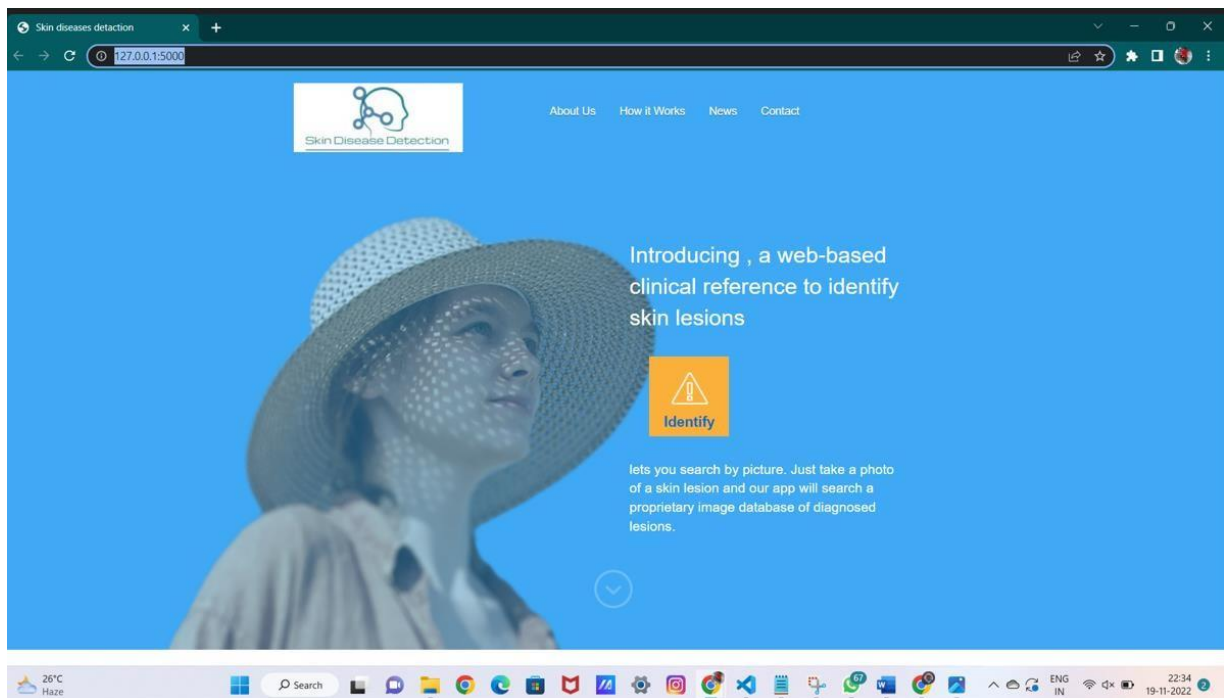 Skin diseases detaction
127.0.0.1:5000
Skin Disease Detection
About Us How it Works News Contact
Introducing , a web-based
clinical reference to identify
skin lesions
Identify
lets you search by picture. Just take a photo
of a skin lesion and our app will search a
proprietary image database of diagnosed
lesions.
26°C
Haze
Search
67
ENG
IN
22:34
19-11-2022
2